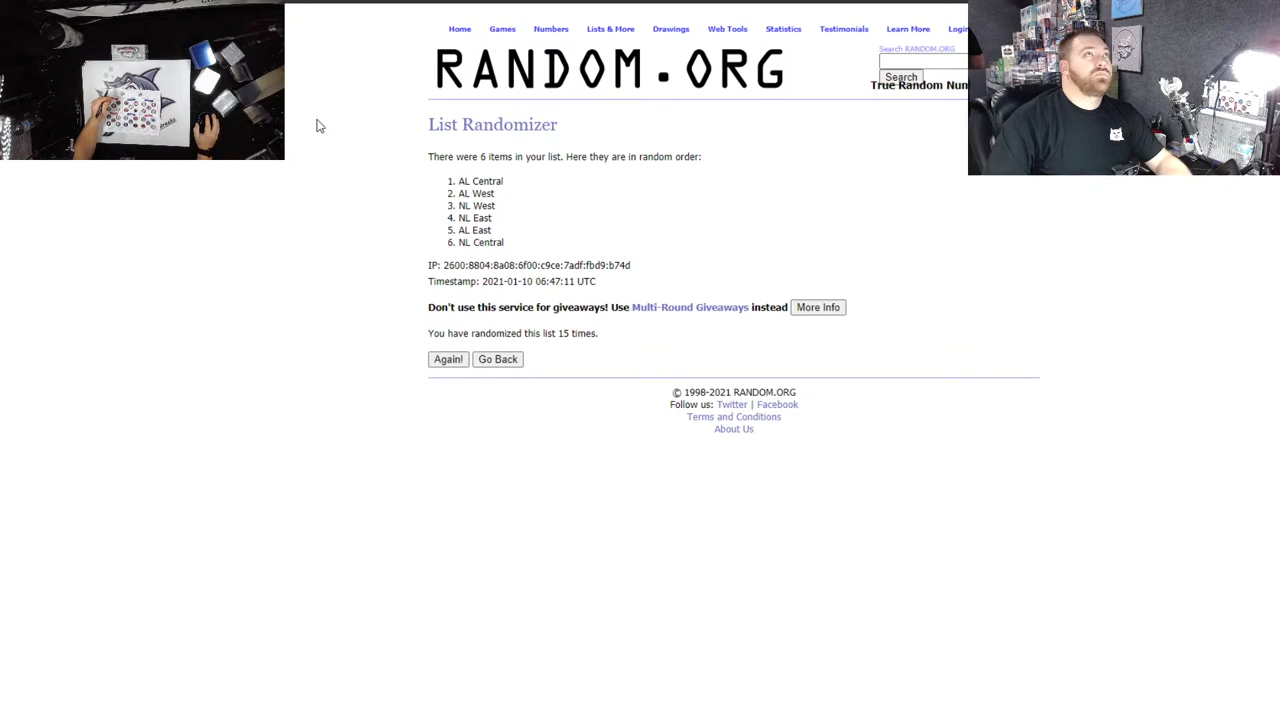 Home Games Numbers Lists & More Drawings Web Tools Statistics Testimonials Learn More Login
RANDOM.ORG
Search RANDOM.ORG
Search
True Random Num
List Randomizer
There were 6 items in your list. Here they are in random order:
1. AL Central
2. AL West
3. NL West
4. NL East
5. AL East
6. NL Central
IP: 2600:8804:8a08:6f00:c9ce:7adf:fbd9:b74d
Timestamp: 2021-01-10 06:47:11 UTC
Don't use this service for giveaways! Use Multi-Round Giveaways instead More Info
You have randomized this list 15 times.
Again! Go Back
© 1998-2021 RANDOM.ORG
Follow us: Twitter | Facebook
Terms and Conditions
About Us